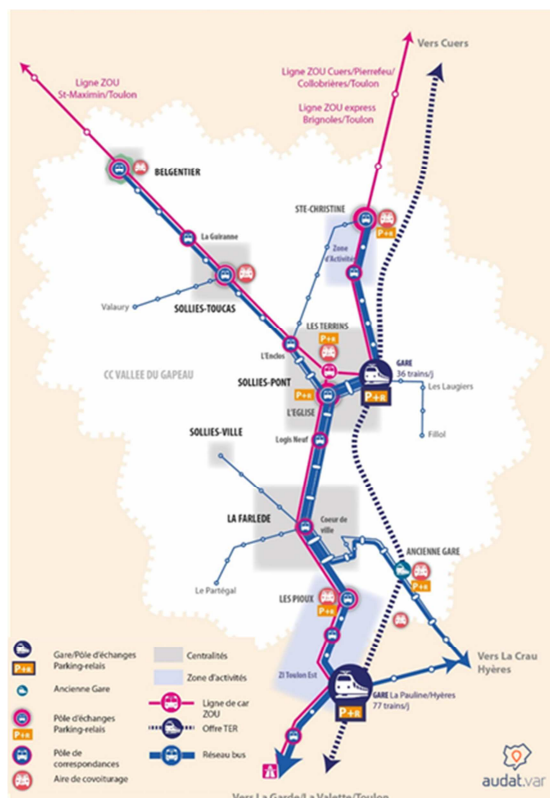 Vers Cuers
Ligne ZOU
St-Maximin/Toulon
Ligne ZOU Cuers/Pierrefeu/
Collobrières/Toulon
Ligne ZOU express
Brignoles/Toulon
BELGENTIER
STE-CHRISTINE
P+R
La Guiranne
Zone
d'Activité
Valaury
SOLLIES-TOUCAS
LES TERRINS
P+R
L'Enclos
GARE
36 trains/j
P+R
CC VALLEE DU GAPEAU
SOLLIES-PONT
P+R
Les Laugiers
L'EGLISE
SOLLIES-VILLE
Logis Neuf
Fillol
LA FARLEDE
Coeur de
ville
ANCIENNE GARE
P+R
Le Partégal
LES PIOUX
P+R
Vers La Crau
Hyères
ZI Toulon Est
GARE La Pauline/Hyères
77 trains/j
P+R
Gare/Pôle d'échanges
Parking-relais
P+R
Ancienne Gare
Pôle d'échanges
Parking-relais
P+R
Pôle de
correspondances
Aire de covoiturage
Centralités
Zone d'activités
Ligne de car
ZOU
Offre TER
Réseau bus
audat.var
Vers La Garde/La Valette/Toulon